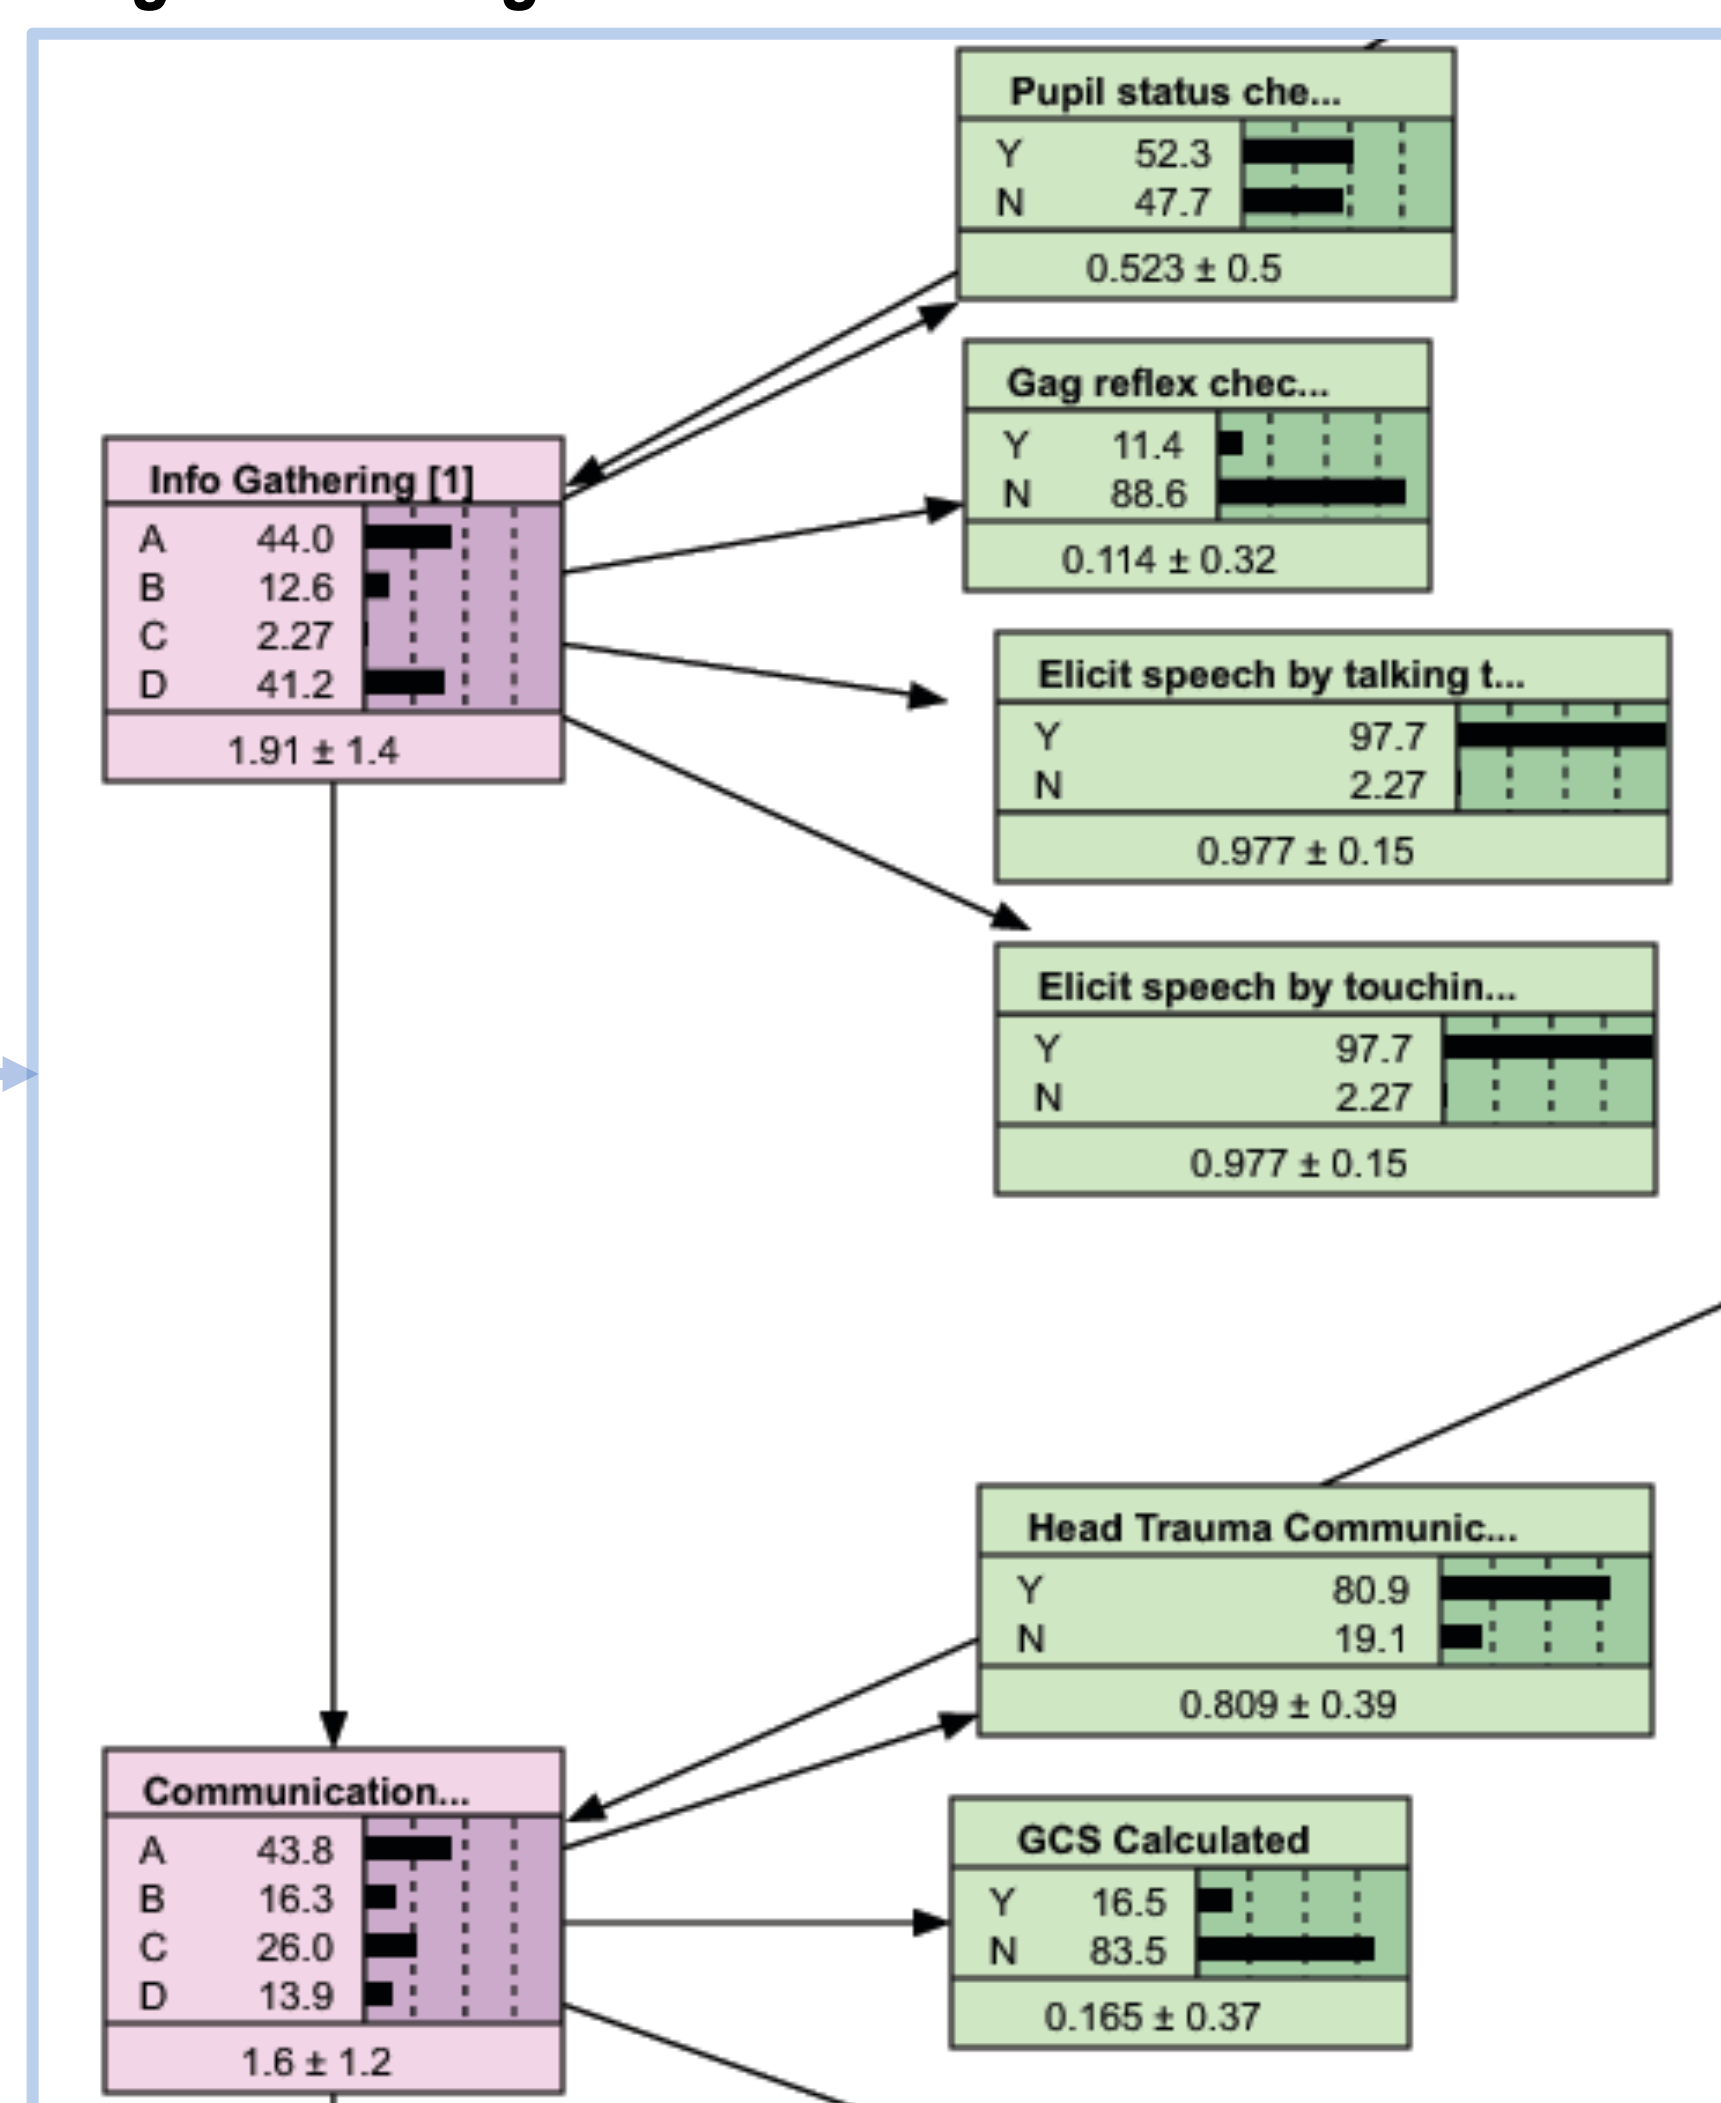 Pupil status che...
Y 52.3
N 47.7
0.523 ± 0.5
Gag reflex chec...
Y 11.4
N 88.6
0.114 ± 0.32
Info Gathering [1]
A 44.0
B 12.6
C 2.27
D 41.2
1.91 ± 1.4
Elicit speech by talking t...
Y 97.7
N 2.27
0.977 ± 0.15
Elicit speech by touchin...
Y 97.7
N 2.27
0.977 ± 0.15
Head Trauma Communic...
Y 80.9
N 19.1
0.809 ± 0.39
Communication...
A 43.8
B 16.3
C 26.0
D 13.9
1.6 ± 1.2
GCS Calculated
Y 16.5
N 83.5
0.165 ± 0.37